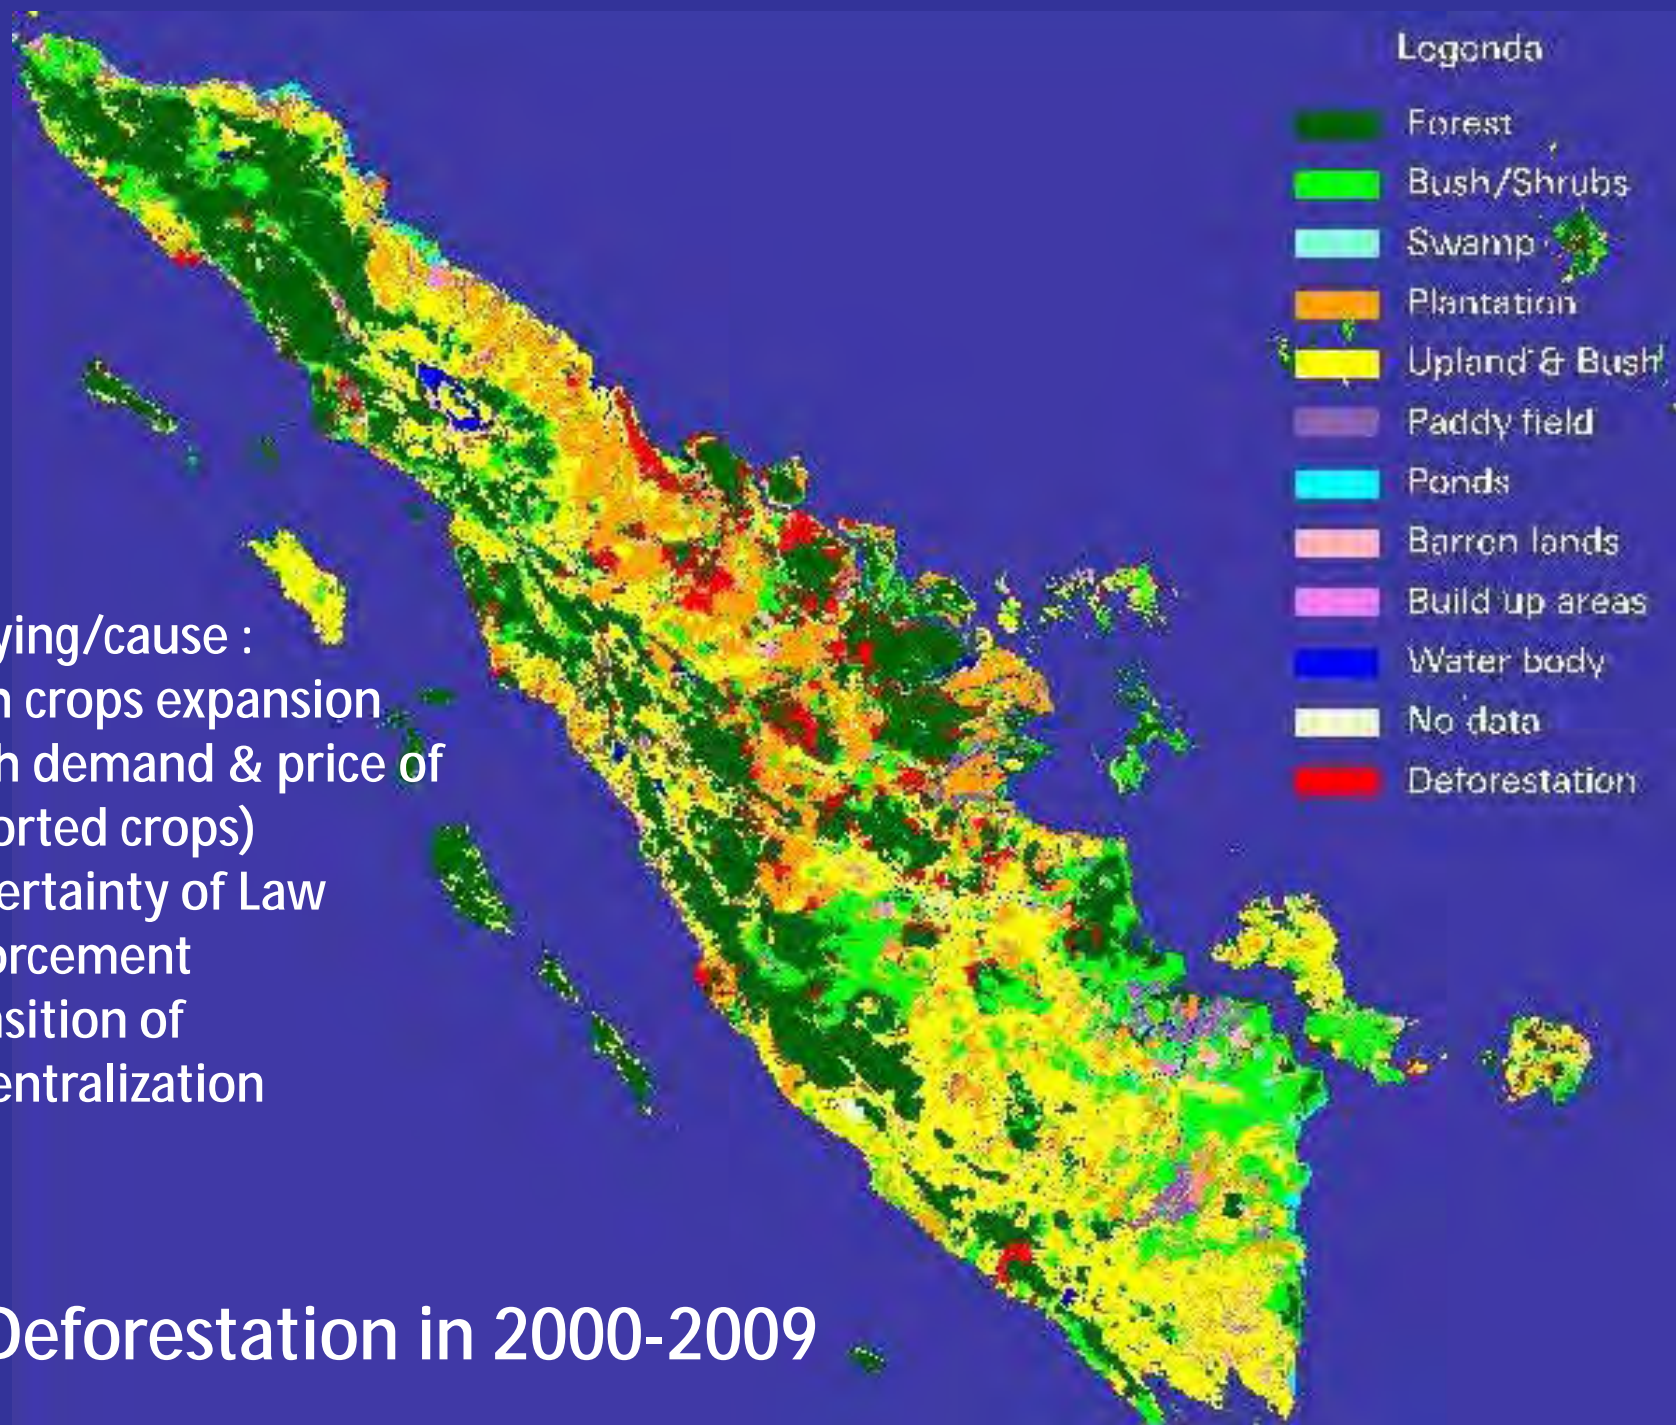 Legenda
Forest
Bush/Shrubs
Swamp
Plantation
Upland & Bush
Paddy field
Ponds
Barren lands
Build up areas
Water body
No data
Deforestation
ying/cause :
crops expansion
demand & price of
orted crops)
ertainty of Law
orcement
sition of
entralization
Deforestation in 2000-2009